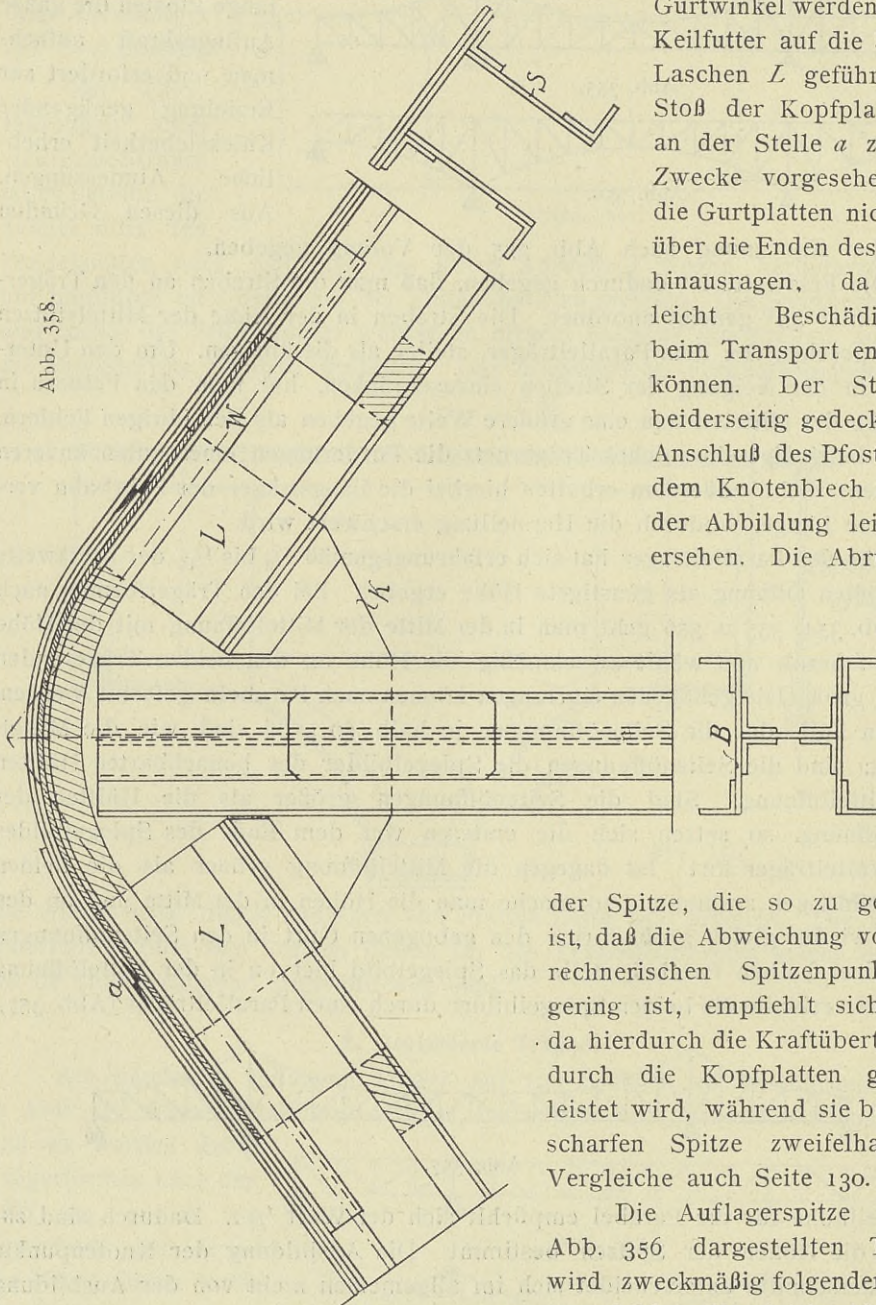 Gurtwinkel werden
Keilfutter auf die
Laschen L geführ
Stoß der Kopfpla
an der Stelle a z
Zwecke vorgesehe
die Gurtplatten nic
über die Enden des
hinausragen, da
leicht Beschädi
beim Transport en
können. Der St
beiderseitig gedeck
Anschluß des Pfost
dem Knotenblech
der Abbildung lei
ersehen. Die Abr
Abb. 358.
S
M
L
K
a
L
B
der Spitze, die so zu ge
ist, daß die Abweichung vo
rechnerischen Spitzenpunk
gering ist, empfiehlt sich
da hierdurch die Kraftübert
durch die Kopfplatten g
leistet wird, während sie b
scharfen Spitze zweifelha
Vergleiche auch Seite 130.
Die Auflagerspitze
Abb. 356 dargestellten T
wird zweckmäßig folgender